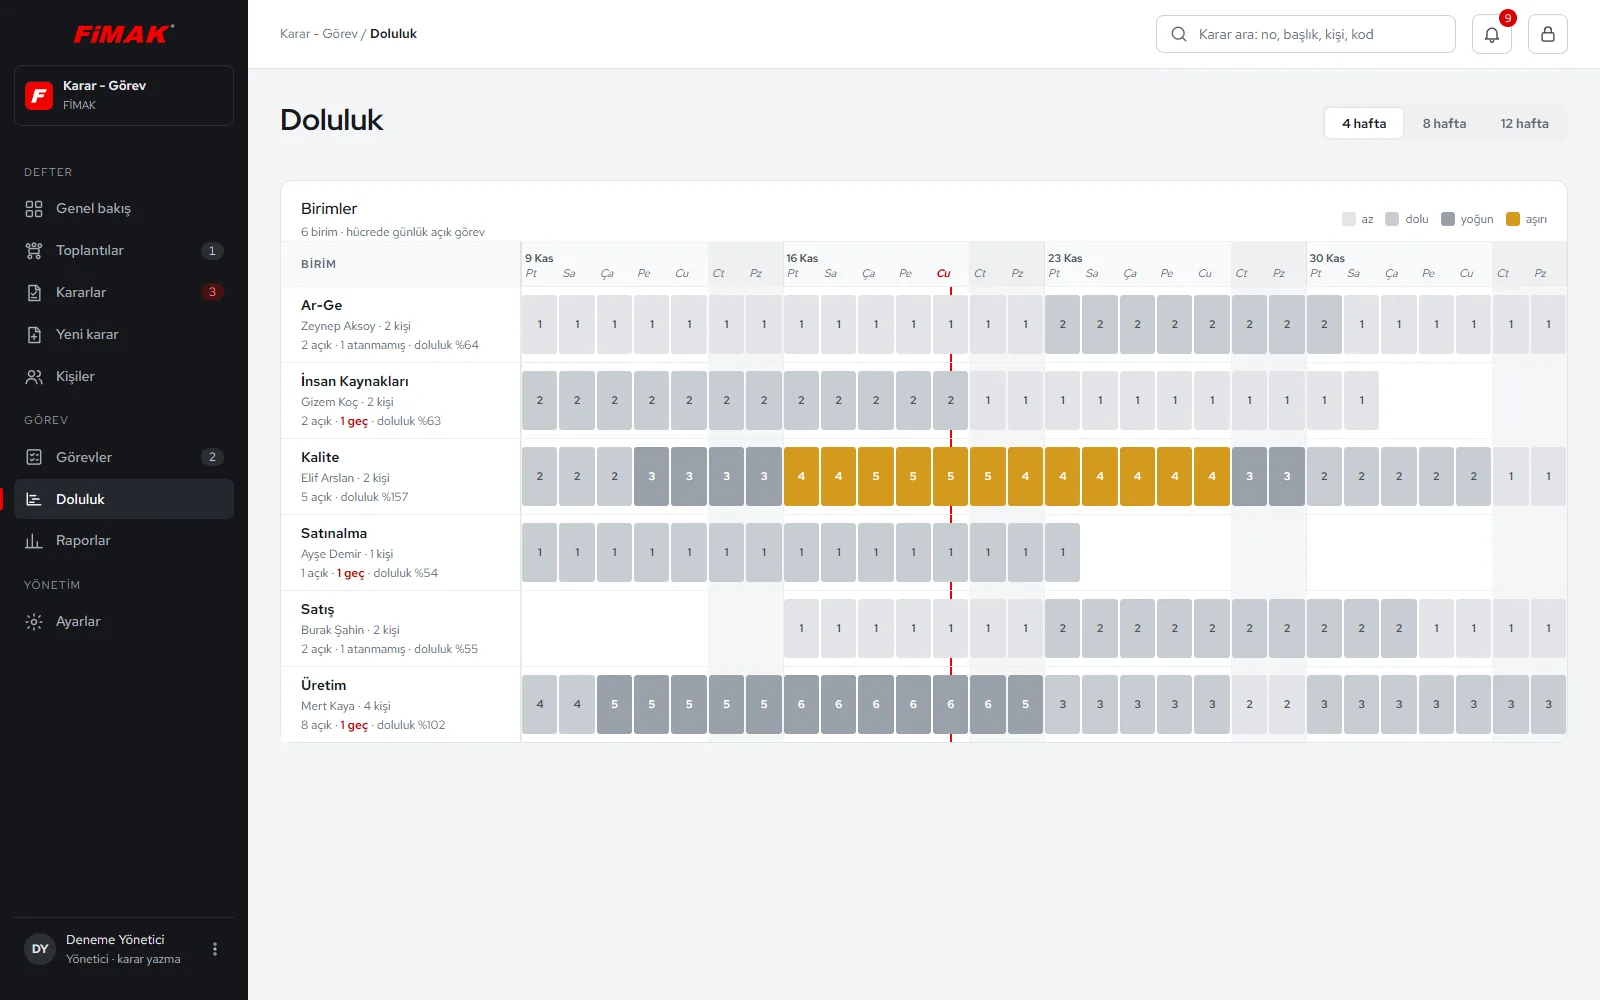 FiMAK
Karar - Görev
FİMAK
DEFTER
Genel bakış
Toplantılar 1
Kararlar 3
Yeni karar
Kişiler
GÖREV
Görevler 2
Doluluk
Raporlar
YÖNETİM
Ayarlar
DY
Deneme Yönetici
Yönetici · karar yazma
Karar - Görev / Doluluk
Karar ara: no, başlık, kişi, kod
9
Doluluk
4 hafta 8 hafta 12 hafta
Birimler
6 birim · hücrede günlük açık görev
az dolu yoğun aşırı
BİRİM
9 Kas 16 Kas 23 Kas 30 Kas
Pt Sa Ça Pe Cu Ct Pz Pt Sa Ça Pe Cu Ct Pz Pt Sa Ça Pe Cu Ct Pz Pt Sa Ça Pe Cu Ct Pz
Ar-Ge
Zeynep Aksoy · 2 kişi
2 açık · 1 atanmamış · doluluk %64
1 1 1 1 1 1 1 1 1 1 1 1 1 1 2 2 2 2 2 2 2 2 1 1 1 1 1 1
İnsan Kaynakları
Gizem Koç · 2 kişi
2 açık · 1 geç · doluluk %63
2 2 2 2 2 2 2 2 2 2 2 2 1 1 1 1 1 1 1 1 1 1 1
Kalite
Elif Arslan · 2 kişi
5 açık · doluluk %157
2 2 2 3 3 3 3 4 4 5 5 5 5 4 4 4 4 4 4 3 3 2 2 2 2 2 1 1
Satınalma
Ayşe Demir · 1 kişi
1 açık · 1 geç · doluluk %54
1 1 1 1 1 1 1 1 1 1 1 1 1 1 1
Satış
Burak Şahin · 2 kişi
2 açık · 1 atanmamış · doluluk %55
1 1 1 1 1 1 1 2 2 2 2 2 2 2 2 2 2 1 1 1 1
Üretim
Mert Kaya · 4 kişi
8 açık · 1 geç · doluluk %102
4 4 5 5 5 5 5 6 6 6 6 6 6 5 3 3 3 3 3 2 2 3 3 3 3 3 3 3